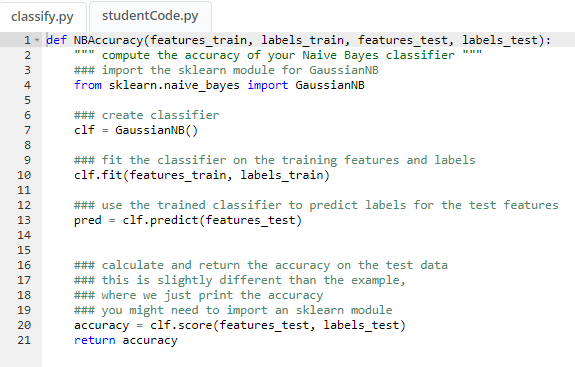 classify.py studentCode.py
1 def NBAccuracy(features_train, labels_train, features_test, labels_test):
2 """ compute the accuracy of your Naive Bayes classifier """
3 ### import the sklearn module for GaussianNB
4 from sklearn.naive_bayes import GaussianNB
5
6 ### create classifier
7 clf = GaussianNB()
8
9 ### fit the classifier on the training features and labels
10 clf.fit(features_train, labels_train)
11
12 ### use the trained classifier to predict labels for the test features
13 pred = clf.predict(features_test)
14
15
16 ### calculate and return the accuracy on the test data
17 ### this is slightly different than the example,
18 ### where we just print the accuracy
19 ### you might need to import an sklearn module
20 accuracy = clf.score(features_test, labels_test)
21 return accuracy